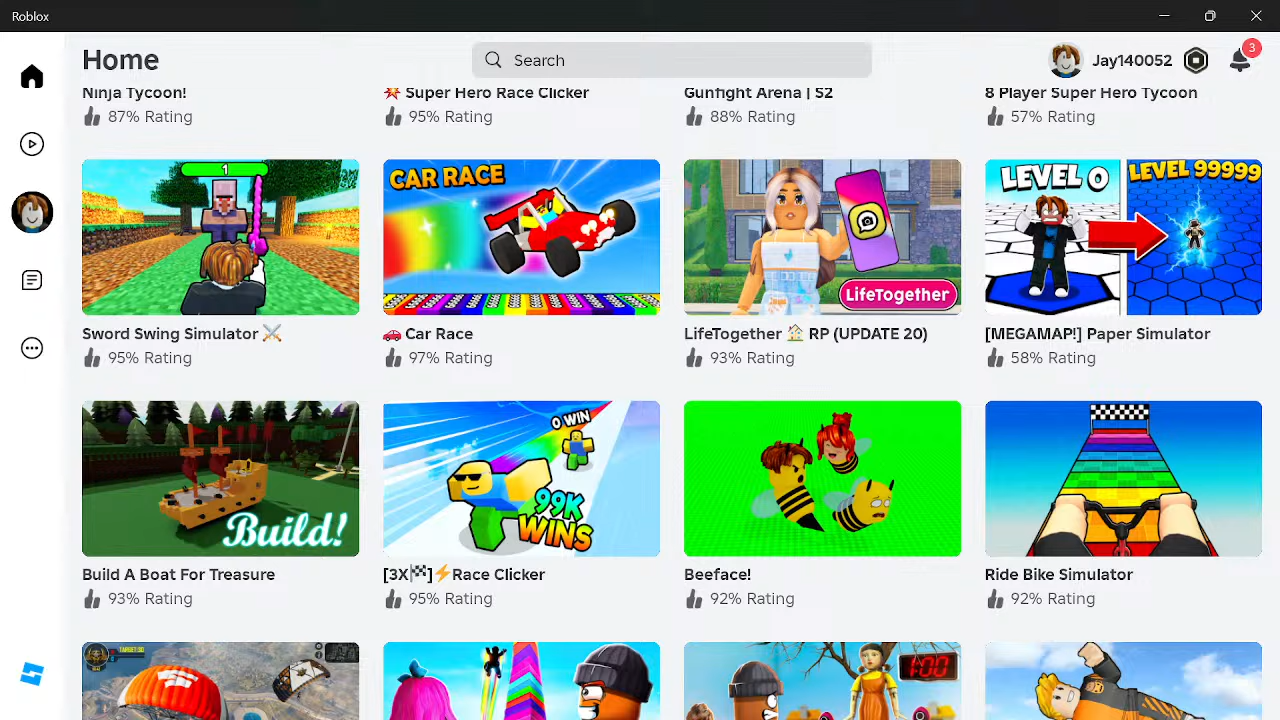 Roblox
Home
Search
Jay140052
3
Ninja Tycoon!
💥 Super Hero Race Clicker
Gunfight Arena | S2
8 Player Super Hero Tycoon
87% Rating
95% Rating
88% Rating
57% Rating
1
CAR RACE
LifeTogether
LEVEL 0
LEVEL 99999
Sword Swing Simulator ⚔️
🚗 Car Race
LifeTogether 🏠 RP (UPDATE 20)
[MEGAMAP!] Paper Simulator
95% Rating
97% Rating
93% Rating
58% Rating
Build!
0 WIN
99K
WINS
Build A Boat For Treasure
[3X🏁]⚡Race Clicker
Beeface!
Ride Bike Simulator
93% Rating
95% Rating
92% Rating
92% Rating
1:00